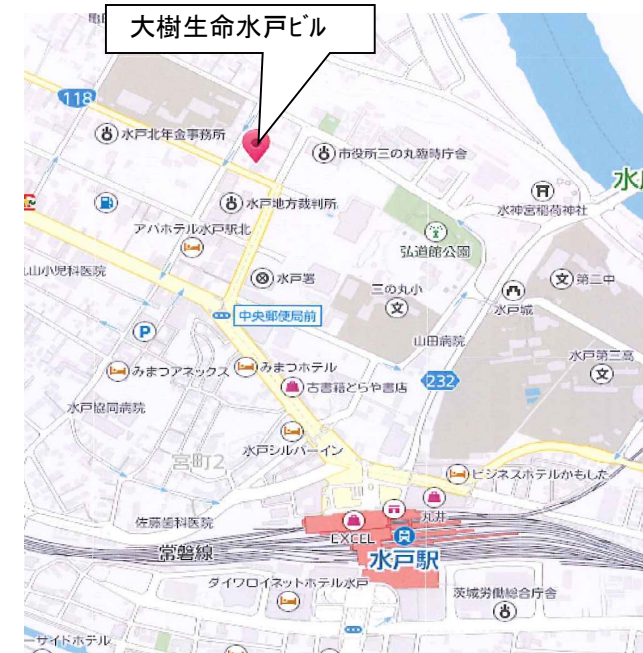 大樹生命水戸ビル
118
水戸北年金事務所
市役所三の丸臨時庁舎
水戸地方裁判所
アパホテル水戸駅北
水神宮稲荷神社
弘道館公園
山小児科医院
水戸署
三の丸小
第二中
水戸城
中央郵便局前
P
山田病院
水戸第三高
みまつアネックス
みまつホテル
232
古書籍とらや書店
水戸協同病院
水戸シルバーイン
宮町2
ビジネスホテルかもした
佐藤歯科医院
丸井
EXCEL
常磐線
水戸駅
ダイワロイネットホテル水戸
茨城労働総合庁舎
ーサイドホテル